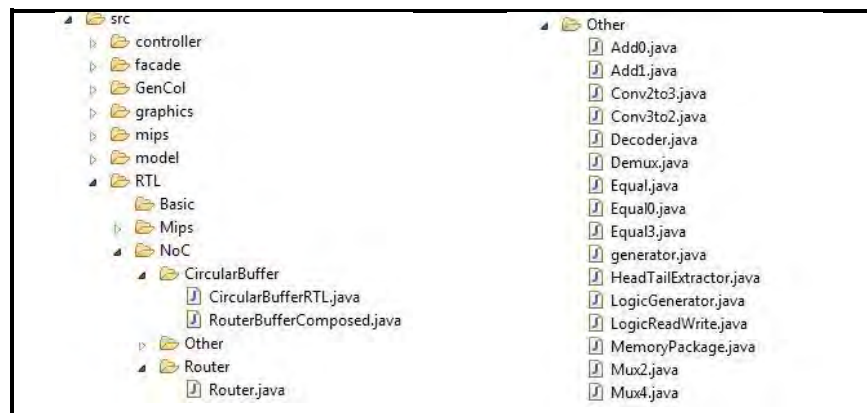 src
controller
facade
GenCol
graphics
mips
model
RTL
Basic
Mips
NoC
CircularBuffer
CircularBufferRTL.java
RouterBufferComposed.java
Other
Router
Router.java
Other
Add0.java
Add1.java
Conv2to3.java
Conv3to2.java
Decoder.java
Demux.java
Equal.java
Equal0.java
Equal3.java
generator.java
HeadTailExtractor.java
LogicGenerator.java
LogicReadWrite.java
MemoryPackage.java
Mux2.java
Mux4.java